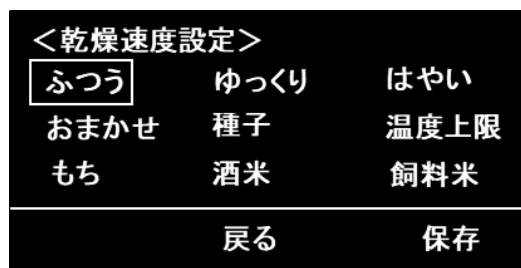 ＜乾燥速度設定＞
ふつう ゆっくり はやい
おまかせ 種子 温度上限
もち 酒米 飼料米
戻る 保存